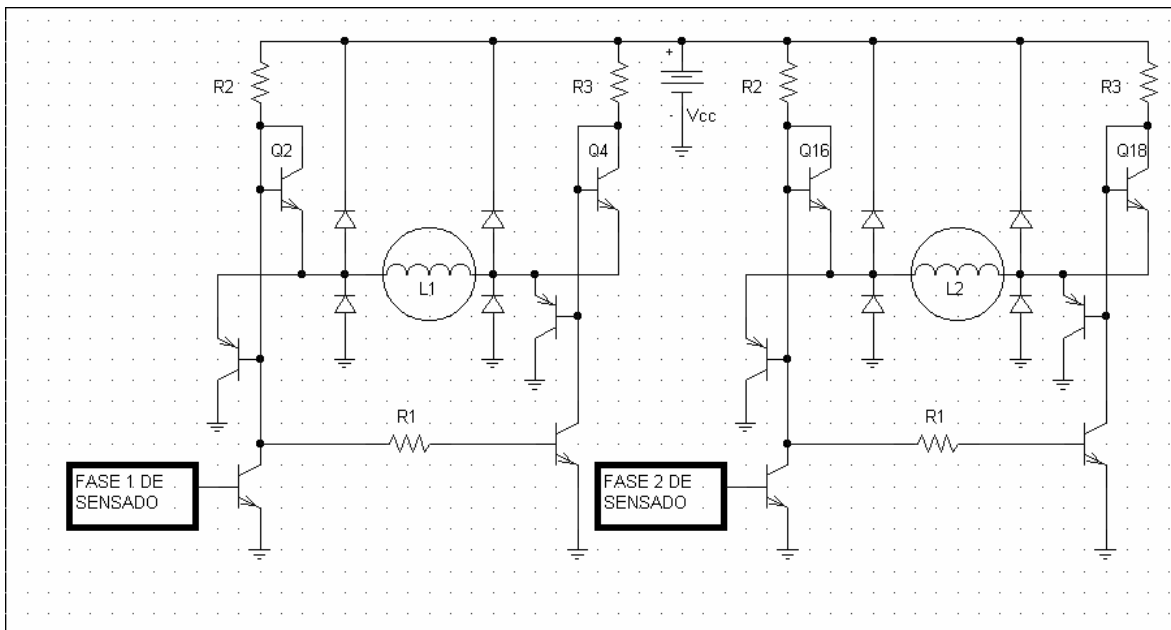 R2
R3
+
-
Vcc
R2
R3
Q2
Q4
Q16
Q18
L1
L2
R1
R1
FASE 1 DE
SENSADO
FASE 2 DE
SENSADO